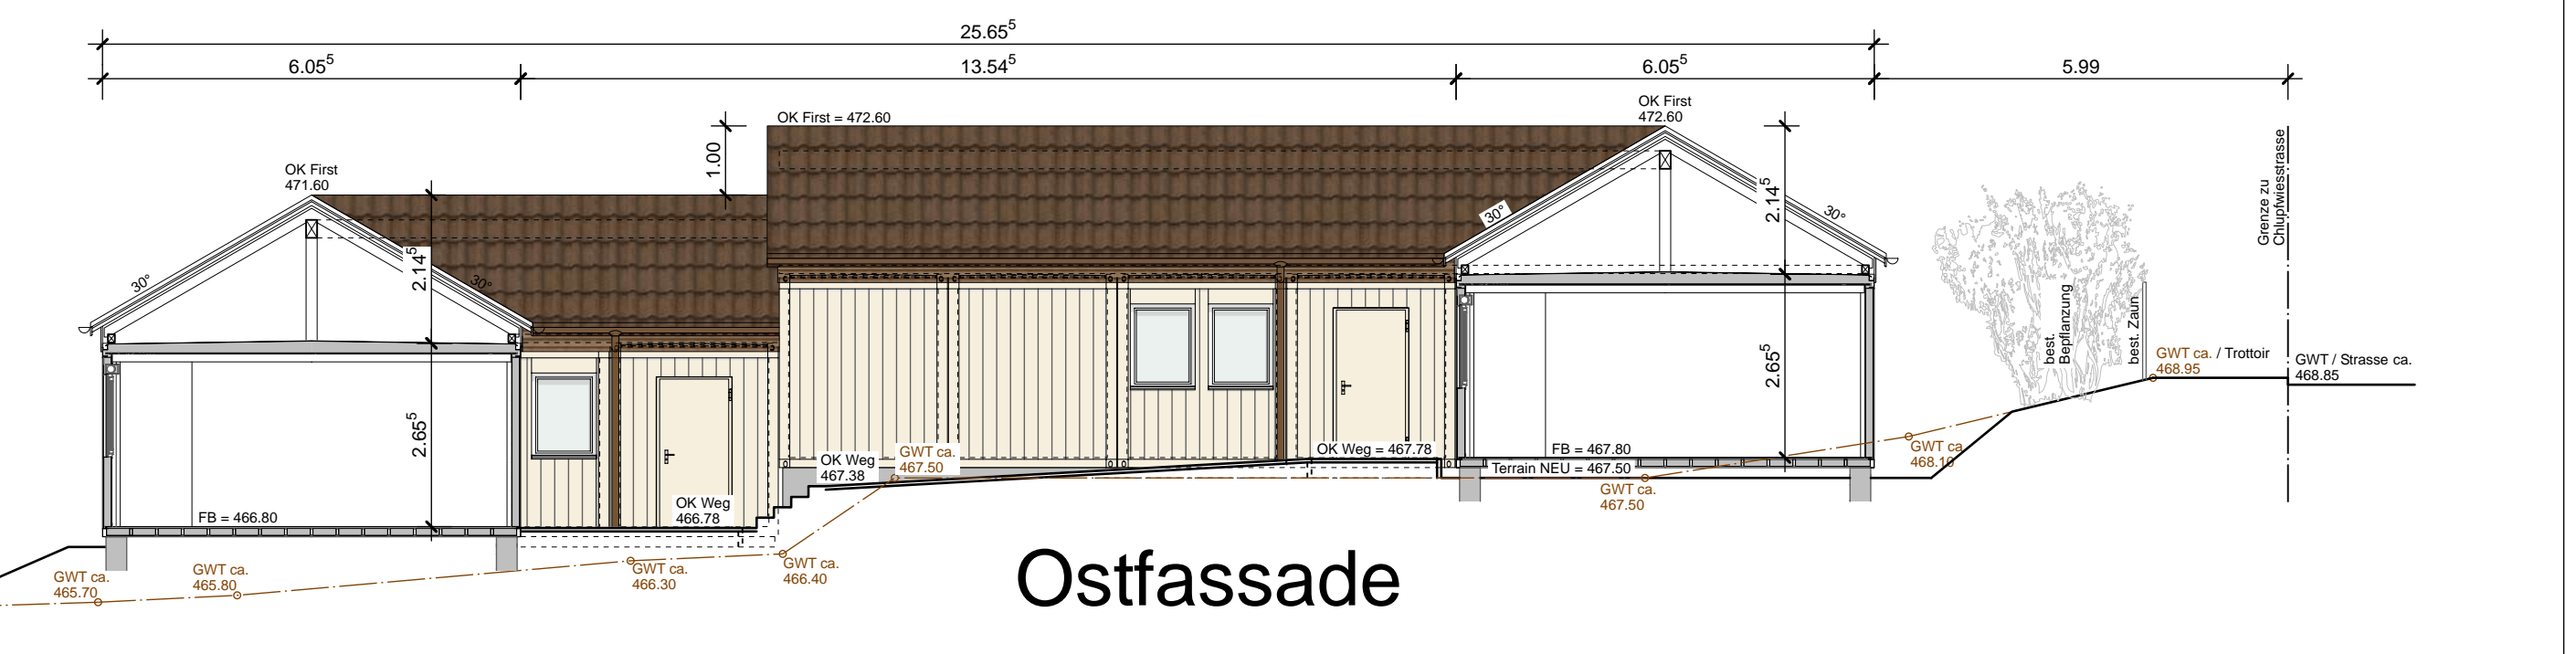 25.65⁵
6.05⁵
13.54⁵
6.05⁵
5.99
OK First
472.60
OK First = 472.60
1.00
OK First
471.60
2.14⁵
30°
30°
2.14⁵
30°
30°
Grenze zu
Chlupfwiesstrasse
best.
Bepflanzung
best. Zaun
GWT ca. / Trottoir
468.95
GWT / Strasse ca.
468.85
2.65⁵
2.65⁵
OK Weg
467.38
GWT ca.
467.50
OK Weg = 467.78
FB = 467.80
Terrain NEU = 467.50
GWT ca.
467.50
GWT ca.
468.10
OK Weg
466.78
FB = 466.80
GWT ca.
465.70
GWT ca.
465.80
GWT ca.
466.30
GWT ca.
466.40
Ostfassade